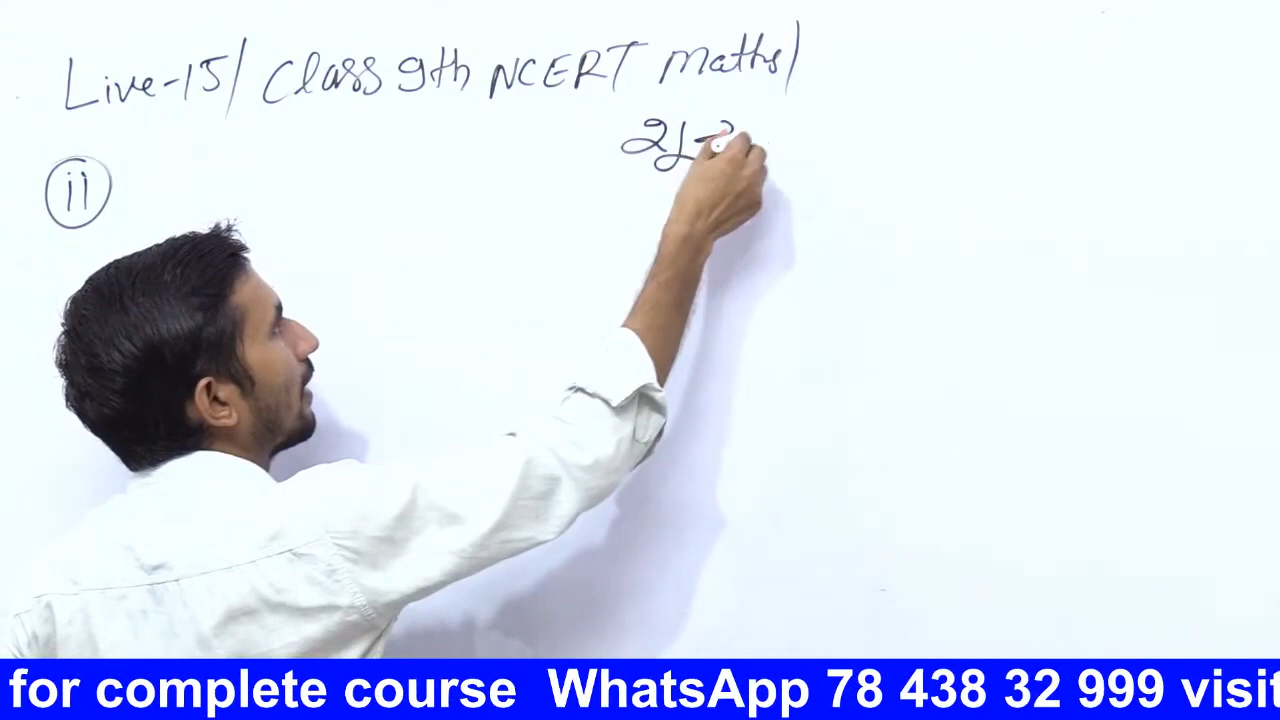 Live-15/ Class 9th NCERT Maths/
(ii)
for complete course WhatsApp 78 438 32 999 visit